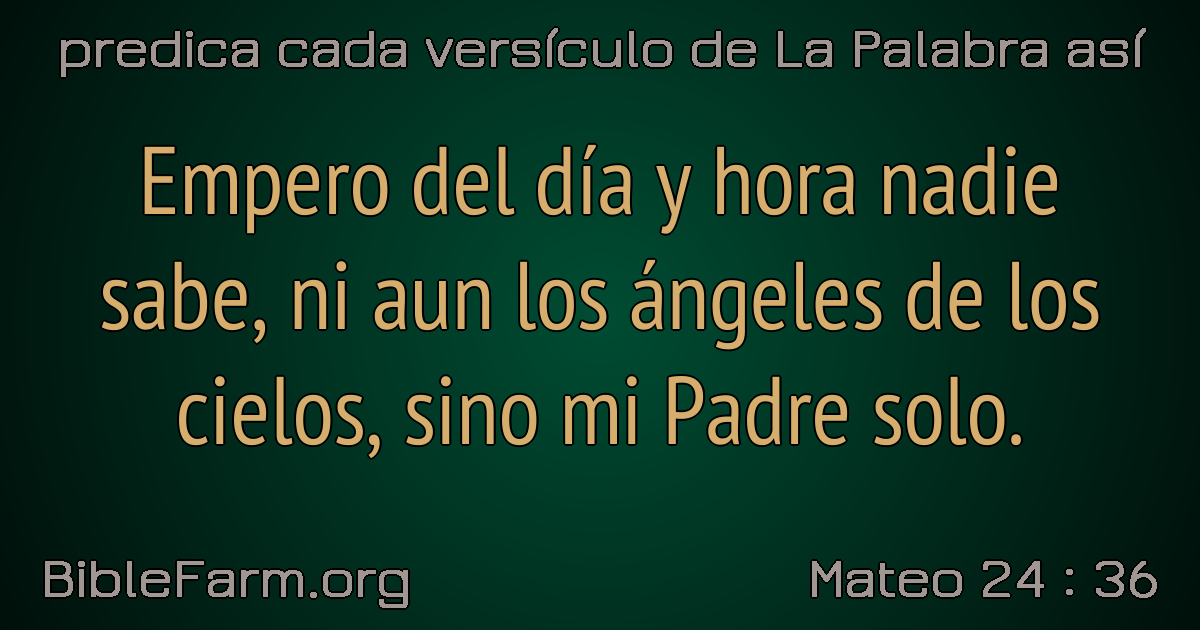 predica cada versículo de La Palabra así
Empero del día y hora nadie
sabe, ni aun los ángeles de los
cielos, sino mi Padre solo.
BibleFarm.org
Mateo 24 : 36